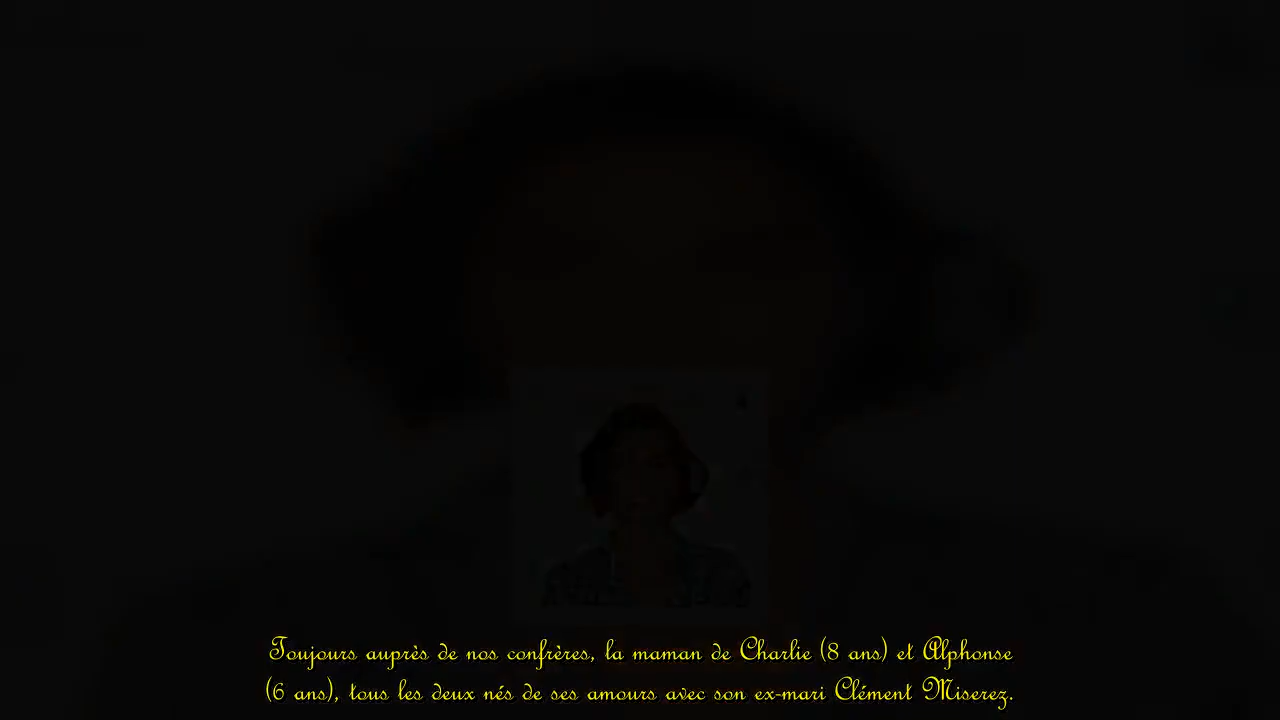 Toujours auprès de nos confrères, la maman de Charlie (8 ans) et Alphonse
(6 ans), tous les deux nés de ses amours avec son ex-mari Clément Miserez.